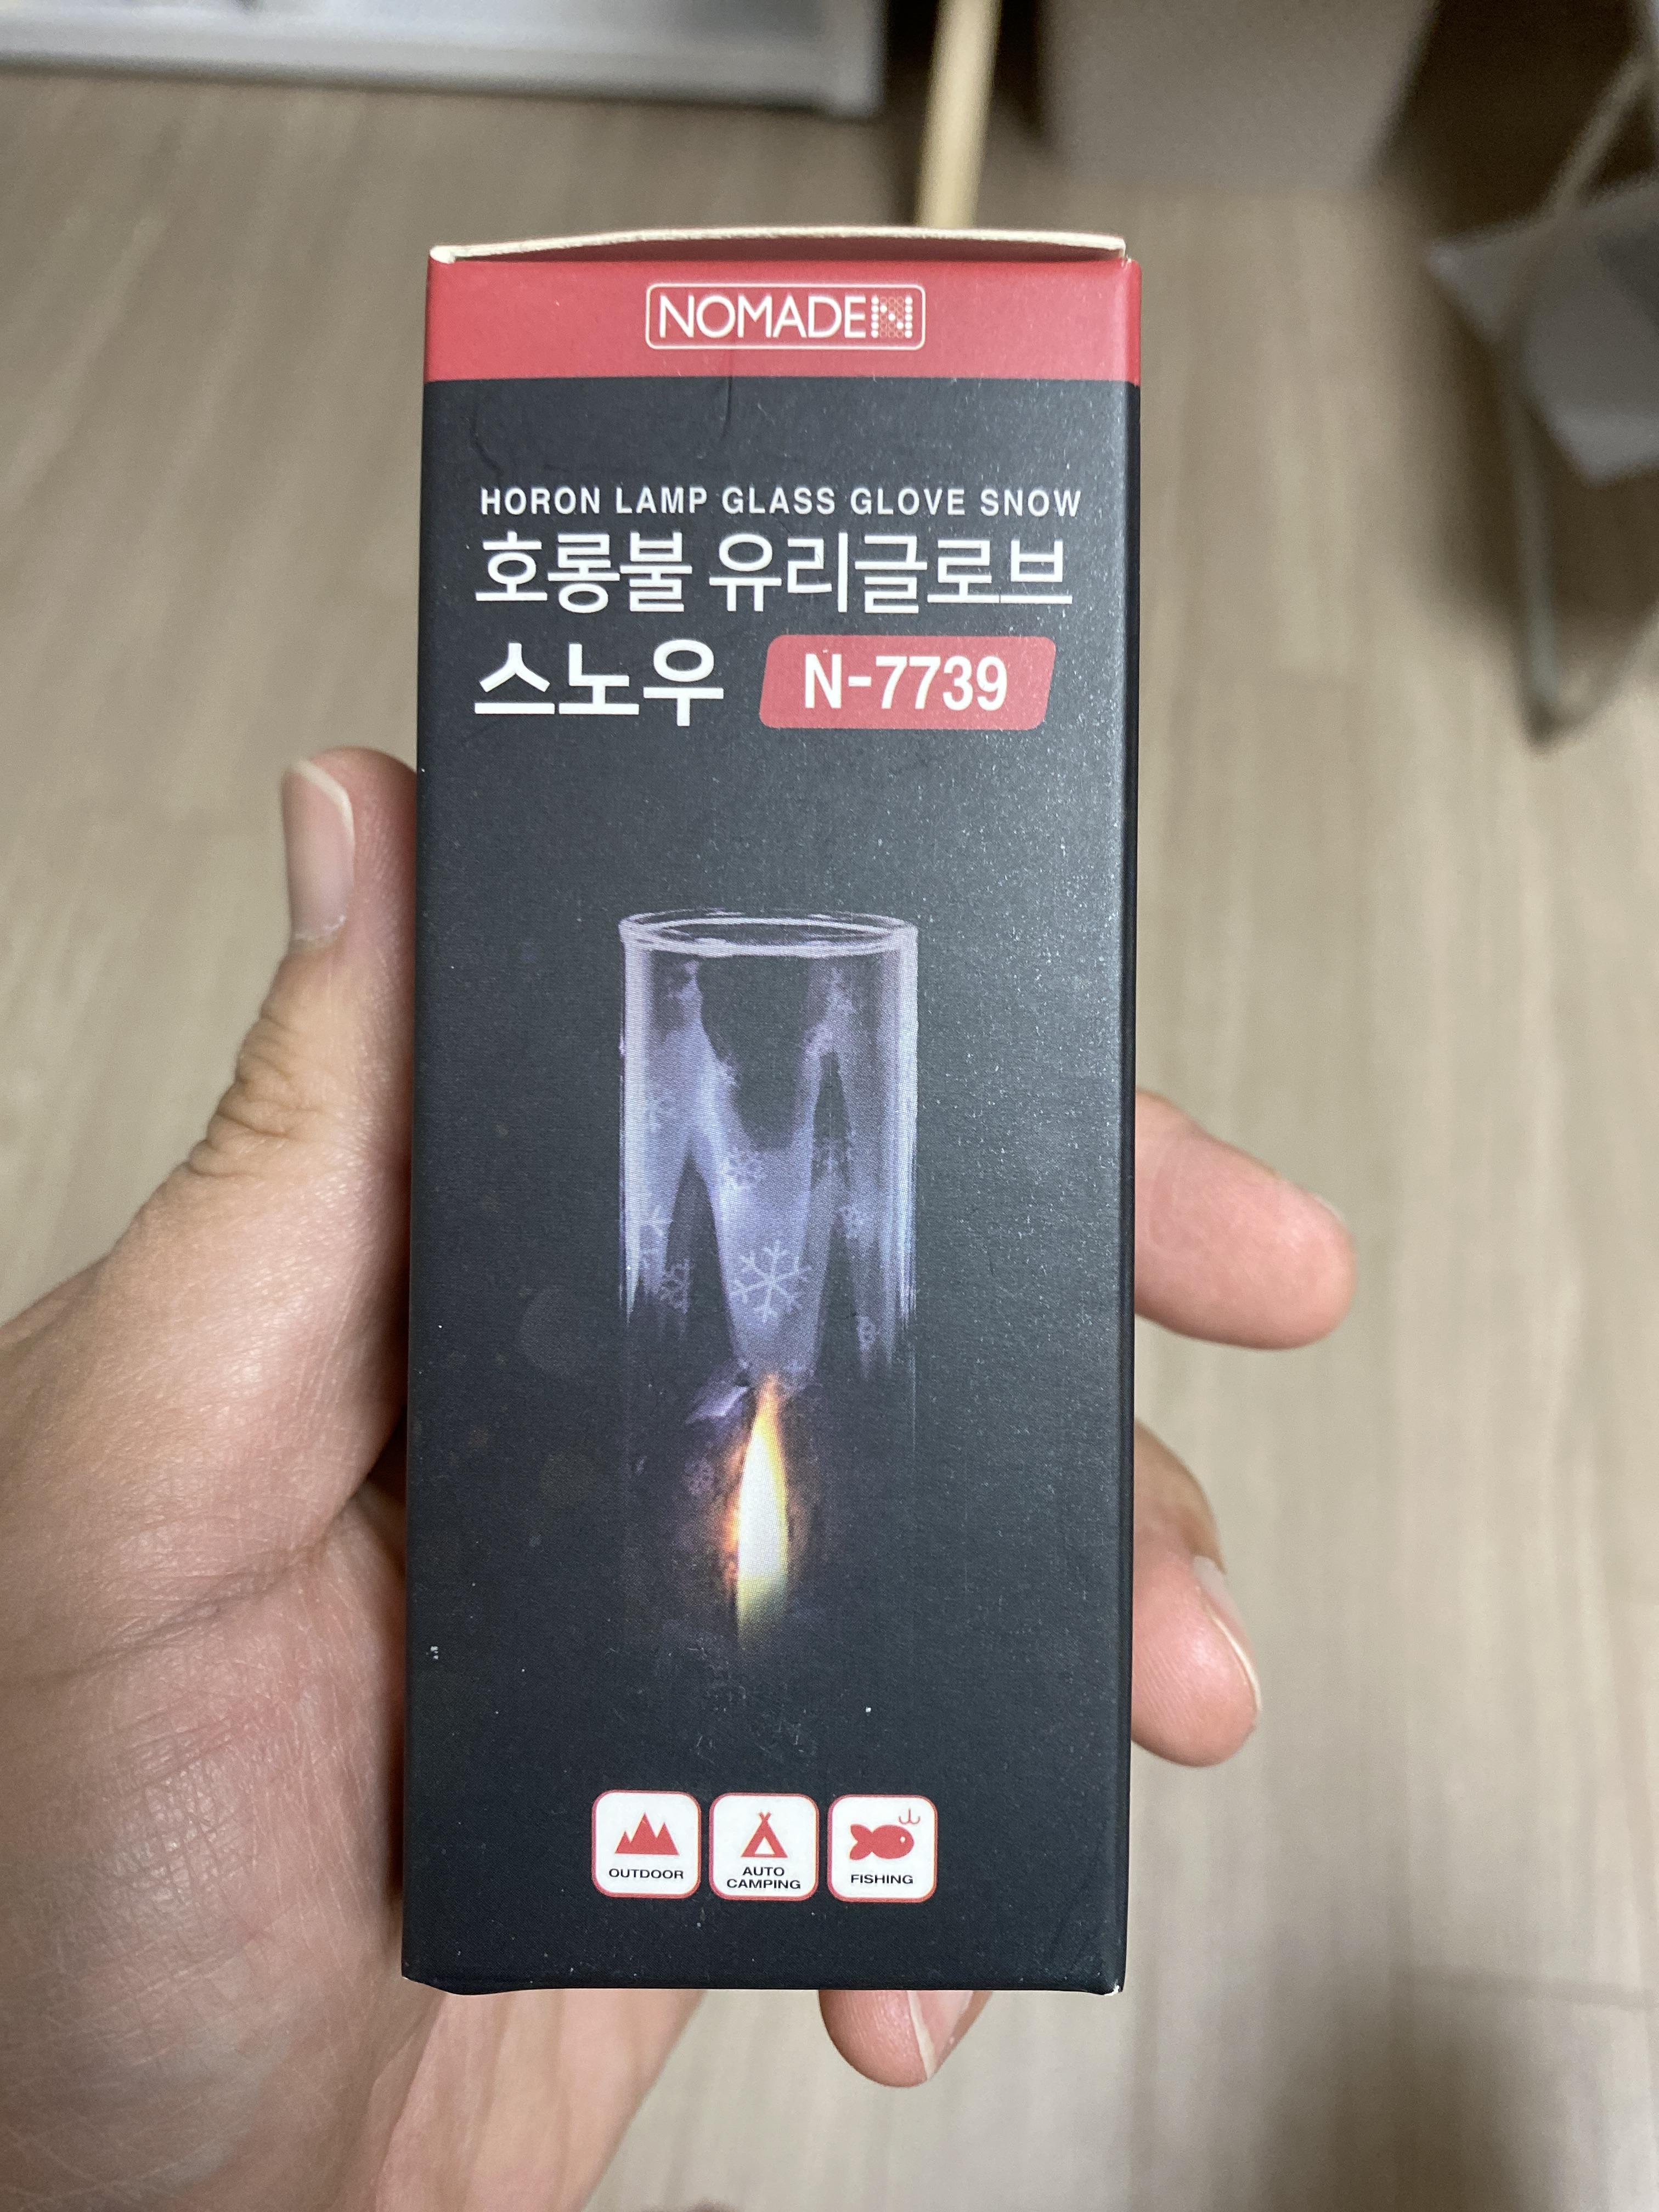 NOMADEN
HORON LAMP GLASS GLOVE SNOW
호롱불 유리글로브
스노우 N-7739
OUTDOOR
AUTO
CAMPING
FISHING